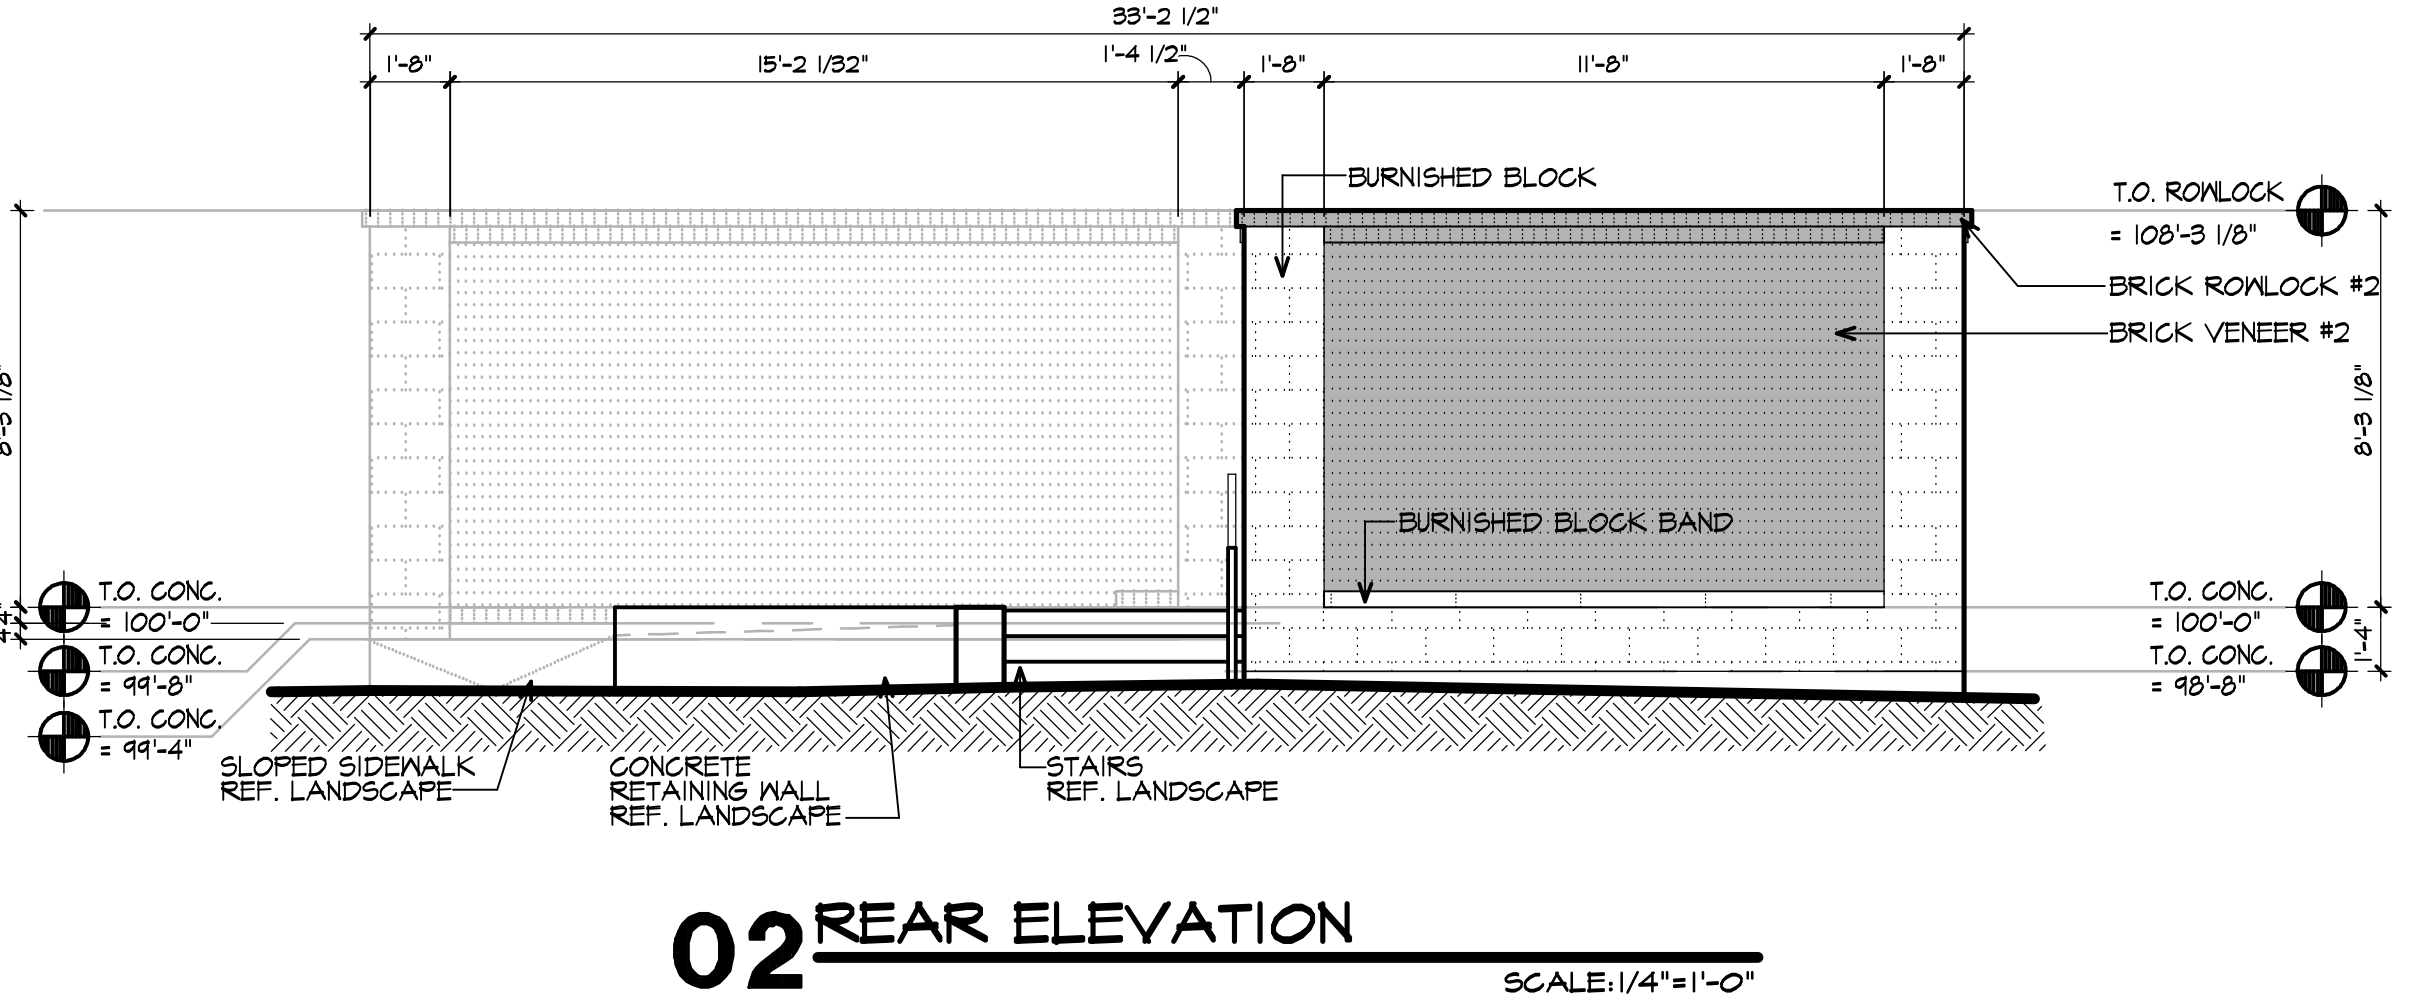 33'-2 1/2"
1'-8"
15'-2 1/32"
1'-4 1/2"
1'-8"
11'-8"
1'-8"
BURNISHED BLOCK
T.O. ROWLOCK
= 108'-3 1/8"
BRICK ROWLOCK #2
BRICK VENEER #2
8'-3 1/8"
8'-3 1/8"
BURNISHED BLOCK BAND
T.O. CONC.
= 100'-0"
T.O. CONC.
= 99'-8"
T.O. CONC.
= 99'-4"
4"
4"
T.O. CONC.
= 100'-0"
T.O. CONC.
= 98'-8"
1'-4"
SLOPED SIDEWALK
REF. LANDSCAPE
CONCRETE
RETAINING WALL
REF. LANDSCAPE
STAIRS
REF. LANDSCAPE
02 REAR ELEVATION
SCALE:1/4"=1'-0"